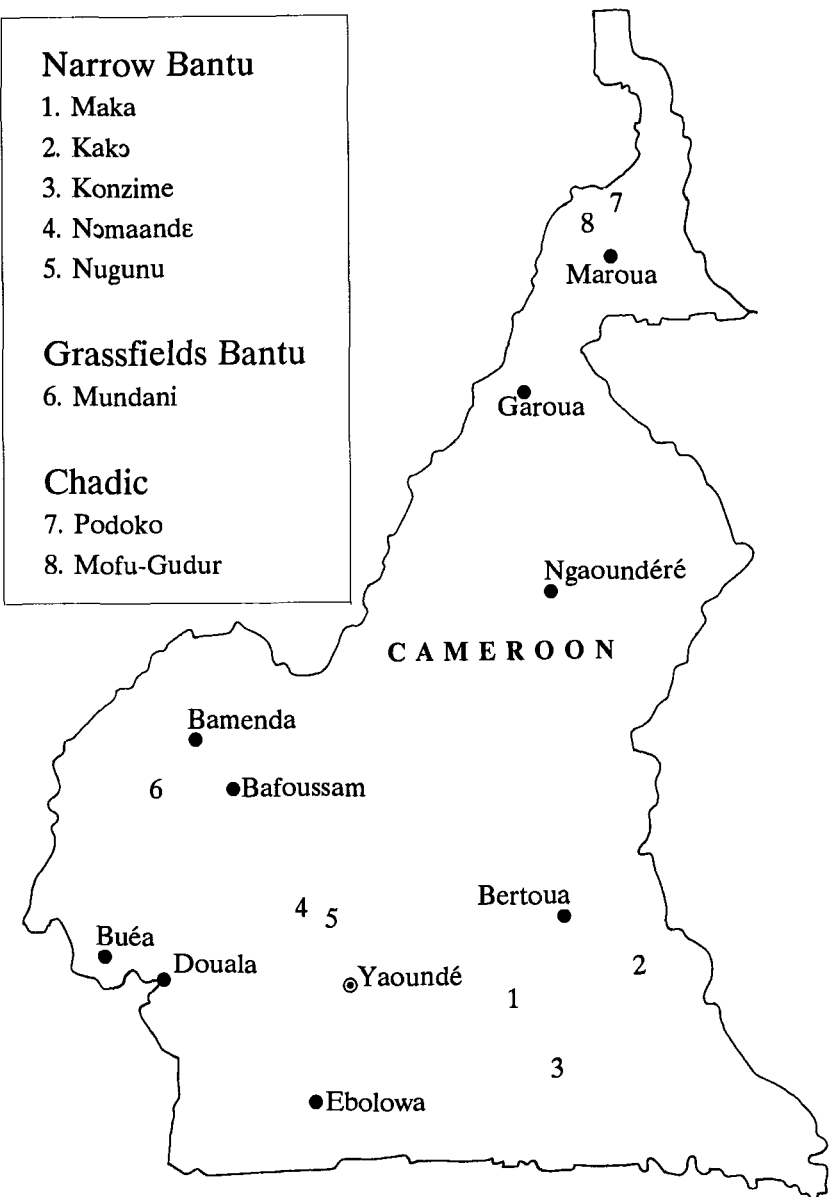 Narrow Bantu
1. Maka
2. Kakɔ
3. Konzime
4. Nɔmaandɛ
5. Nugunu
Grassfields Bantu
6. Mundani
Chadic
7. Podoko
8. Mofu-Gudur
7
8
Maroua
Garoua
Ngaoundéré
CAMEROON
Bamenda
6
Bafoussam
4
5
Bertoua
Buéa
Douala
Yaoundé
2
1
3
Ebolowa